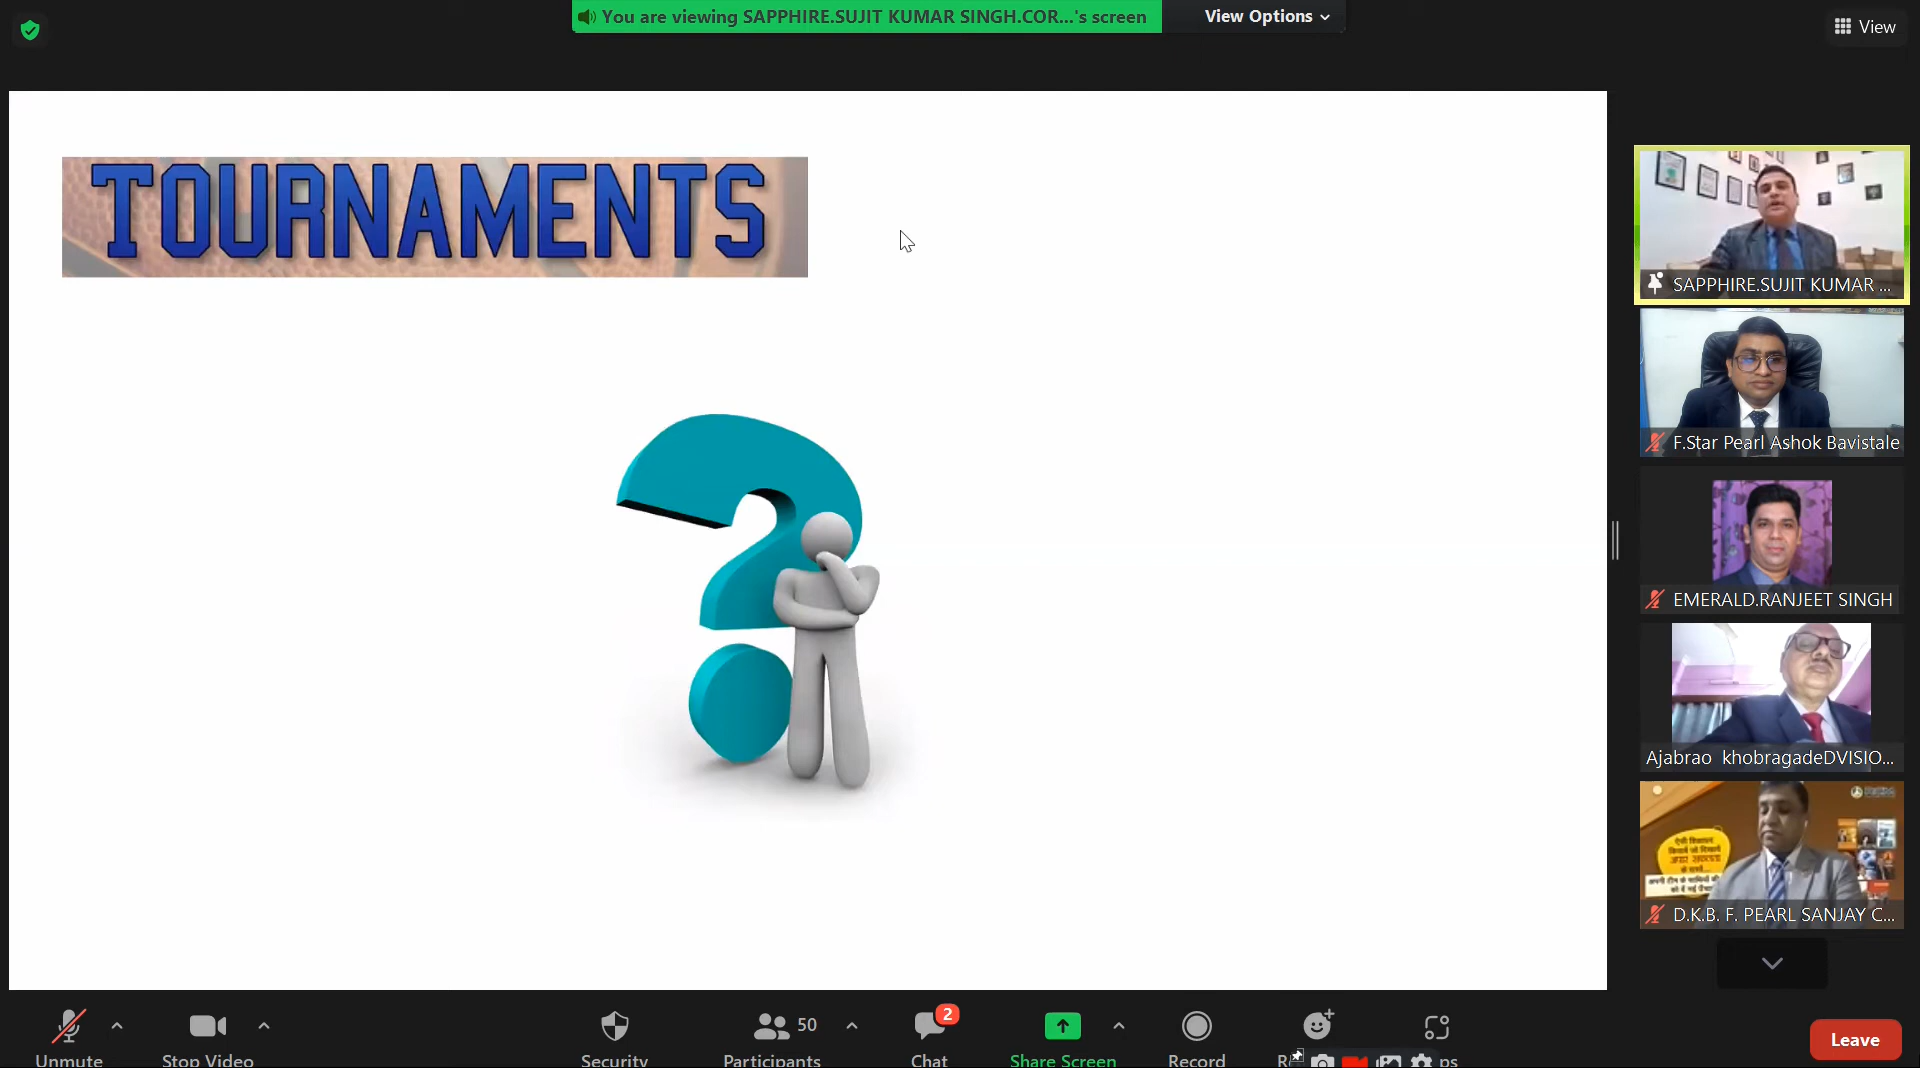 You are viewing SAPPHIRE.SUJIT KUMAR SINGH.COR...'s screen
View Options
View
TOURNAMENTS
SAPPHIRE.SUJIT KUMAR ...
F.Star Pearl Ashok Bavistale
EMERALD.RANJEET SINGH
Ajabrao khobragadeDVISIO...
D.K.B. F. PEARL SANJAY C...
50
2
Unmute
Stop Video
Security
Participants
Chat
Share Screen
Record
Leave